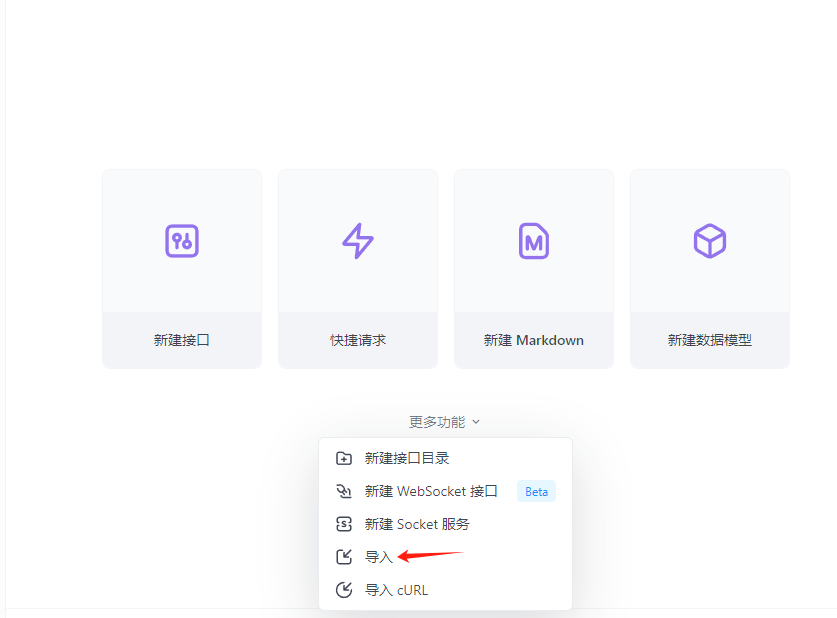 新建接口
快捷请求
新建 Markdown
新建数据模型
更多功能
新建接口目录
新建 WebSocket 接口 Beta
新建 Socket 服务
导入
导入 cURL